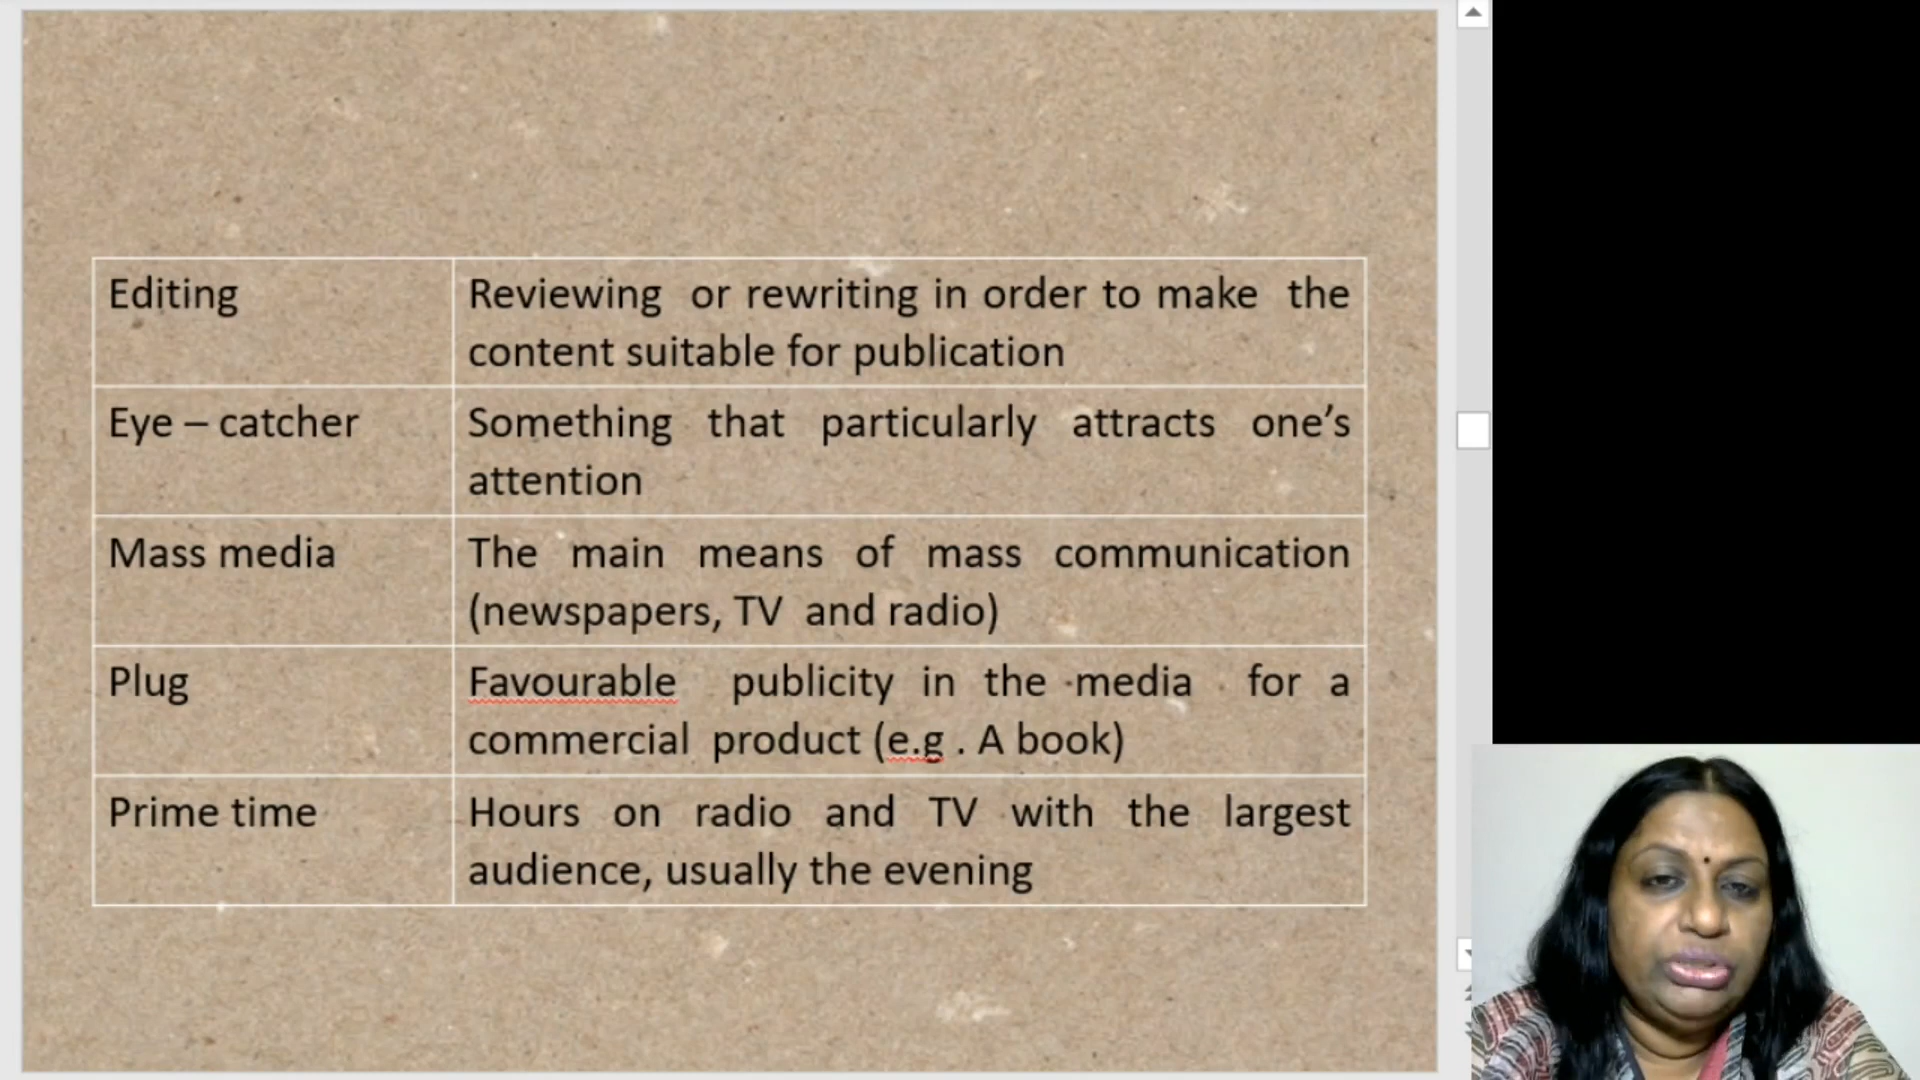 Editing
Reviewing or rewriting in order to make the
content suitable for publication
Eye – catcher
Something that particularly attracts one’s
attention
Mass media
The main means of mass communication
(newspapers, TV and radio)
Plug
Favourable publicity in the media for a
commercial product (e.g . A book)
Prime time
Hours on radio and TV with the largest
audience, usually the evening